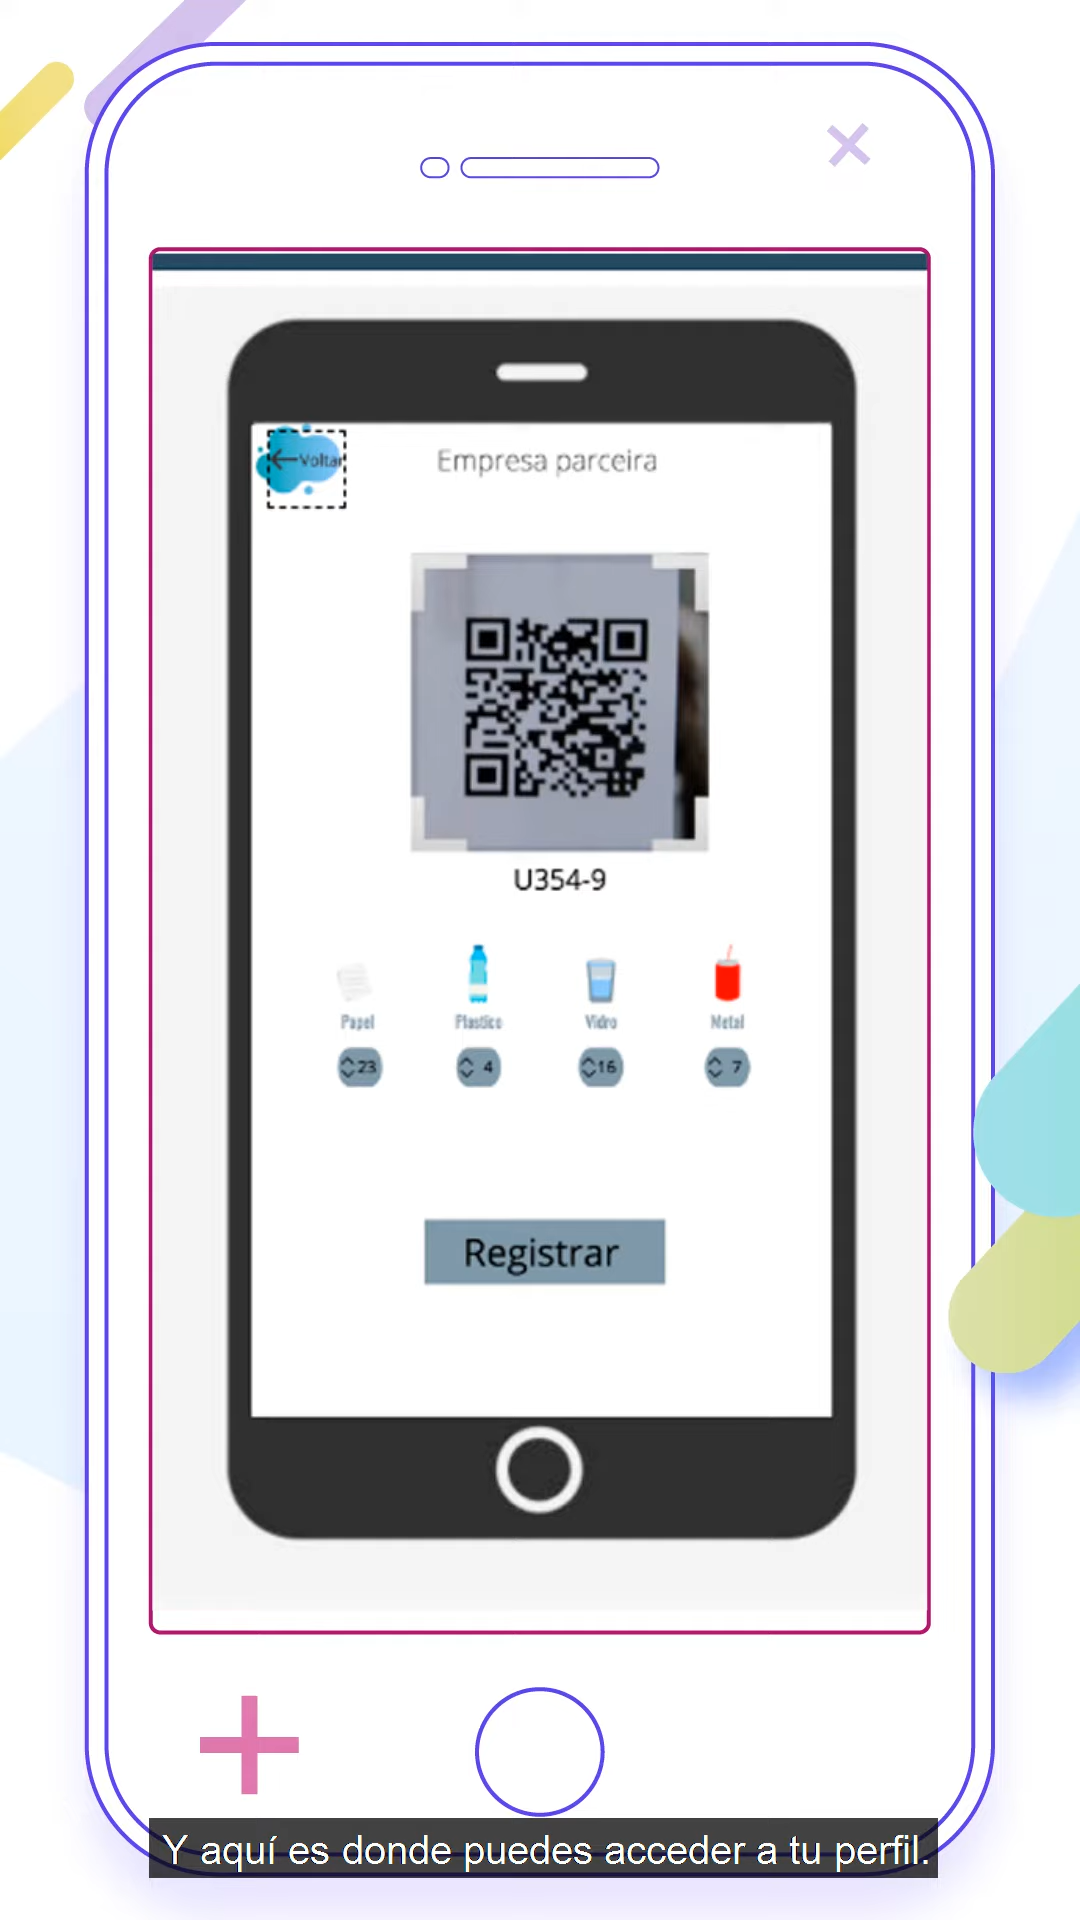 Voltar
Empresa parceira
U354-9
Papel Plastico Vidro Metal
23 4 16 7
Registrar
Y aquí es donde puedes acceder a tu perfil.